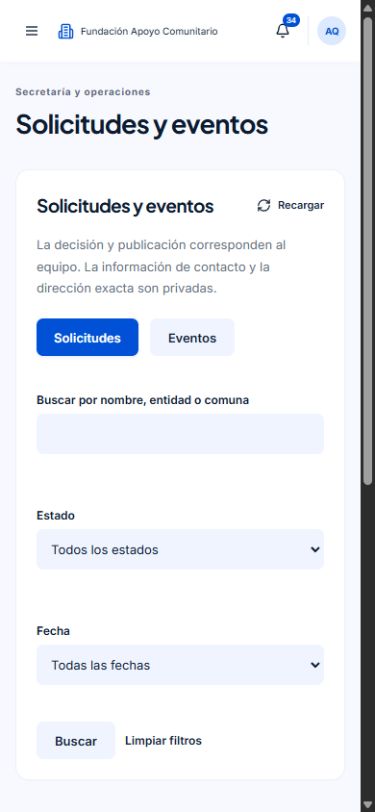 Fundación Apoyo Comunitario
34
AQ
Secretaría y operaciones
Solicitudes y eventos
Solicitudes y eventos
Recargar
La decisión y publicación corresponden al
equipo. La información de contacto y la
dirección exacta son privadas.
Solicitudes
Eventos
Buscar por nombre, entidad o comuna
Estado
Todos los estados
Fecha
Todas las fechas
Buscar
Limpiar filtros